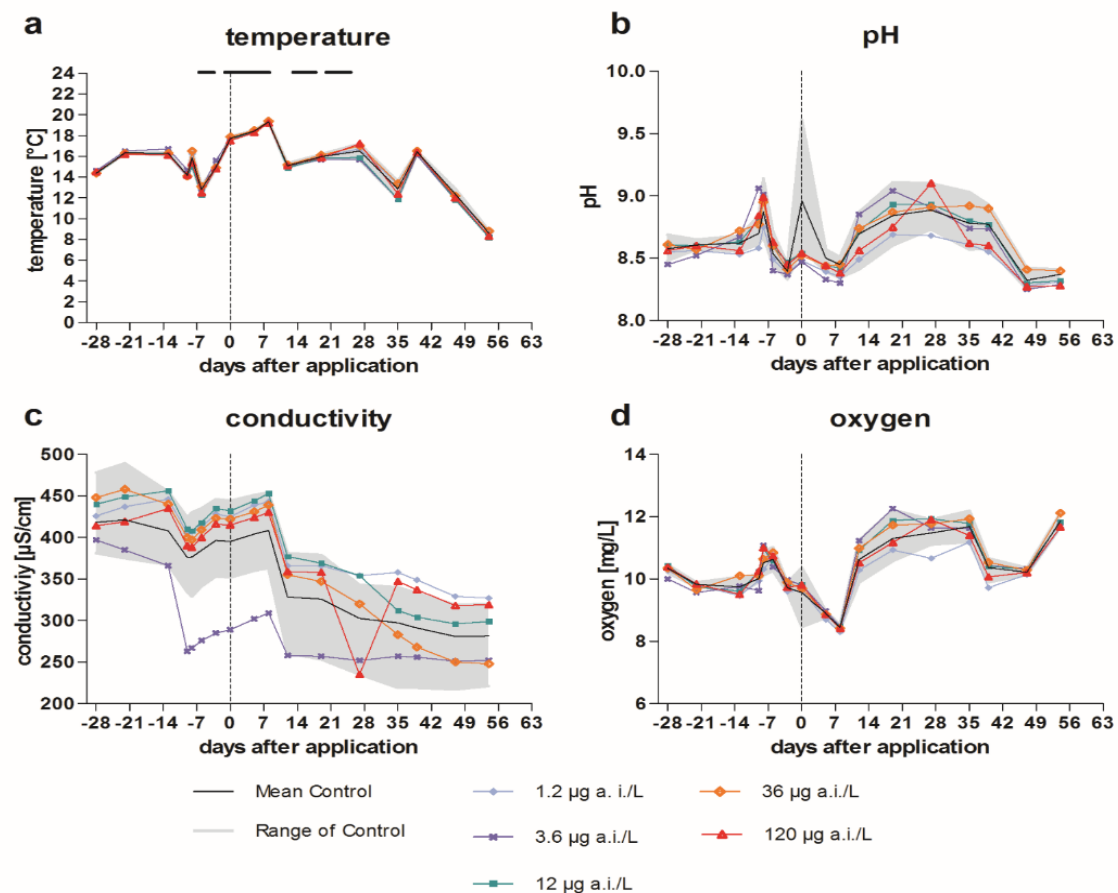 a
temperature
temperature [°C]
24
22
20
18
16
14
12
10
8
6
4
2
0
-28 -21 -14 -7 0 7 14 21 28 35 42 49 56 63
days after application
b
pH
pH
10.0
9.5
9.0
8.5
8.0
-28 -21 -14 -7 0 7 14 21 28 35 42 49 56 63
days after application
c
conductivity
conductiviy [µS/cm]
500
450
400
350
300
250
200
-28 -21 -14 -7 0 7 14 21 28 35 42 49 56 63
days after application
d
oxygen
oxygen [mg/L]
14
12
10
8
6
-28 -21 -14 -7 0 7 14 21 28 35 42 49 56 63
days after application
Mean Control
Range of Control
1.2 µg a. i./L
3.6 µg a.i./L
12 µg a.i./L
36 µg a.i./L
120 µg a.i./L